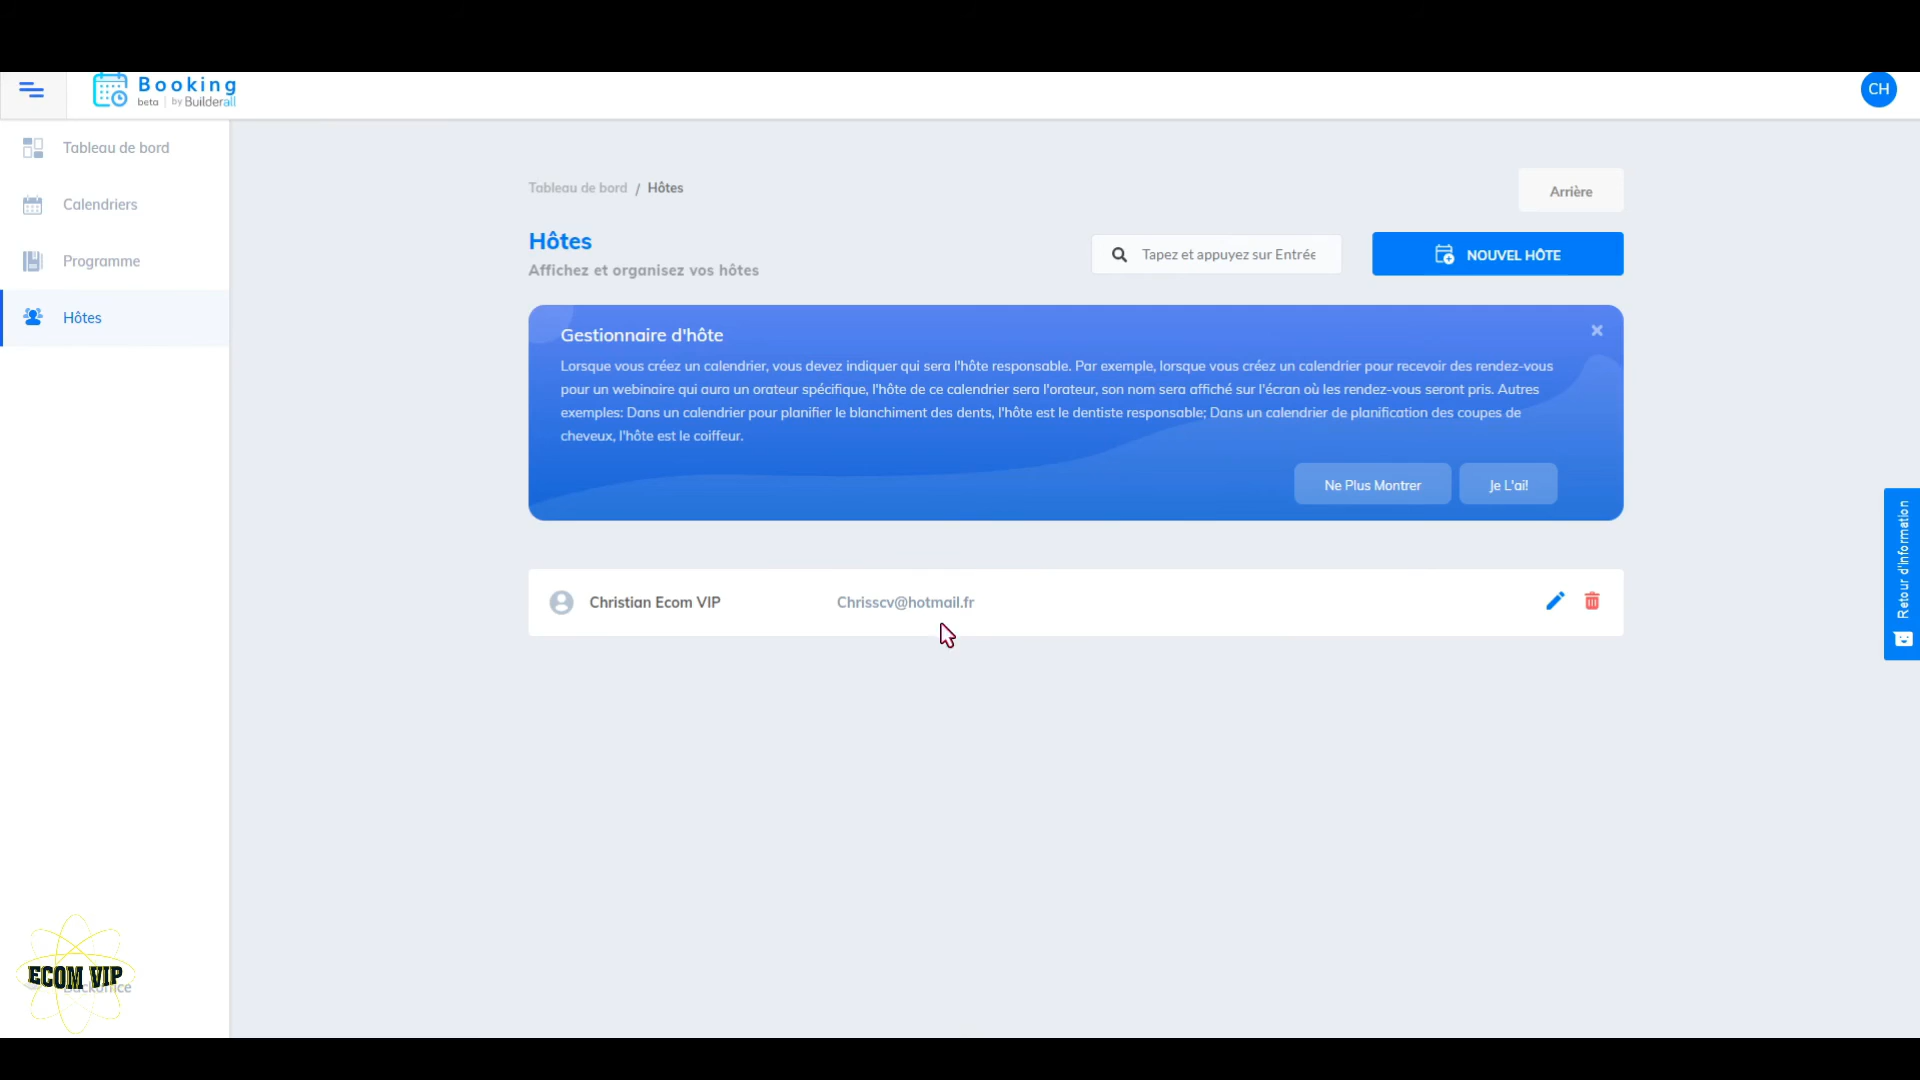 Booking
beta | by Builderall
CH
Tableau de bord
Calendriers
Programme
Hôtes
Tableau de bord / Hôtes
Arrière
Hôtes
Affichez et organisez vos hôtes
Tapez et appuyez sur Entrée
NOUVEL HÔTE
Gestionnaire d'hôte
Lorsque vous créez un calendrier, vous devez indiquer qui sera l'hôte responsable. Par exemple, lorsque vous créez un calendrier pour recevoir des rendez-vous
pour un webinaire qui aura un orateur spécifique, l'hôte de ce calendrier sera l'orateur, son nom sera affiché sur l'écran où les rendez-vous seront pris. Autres
exemples: Dans un calendrier pour planifier le blanchiment des dents, l'hôte est le dentiste responsable; Dans un calendrier de planification des coupes de
cheveux, l'hôte est le coiffeur.
Ne Plus Montrer
Je L'ai!
Christian Ecom VIP
Chrisscv@hotmail.fr
Retour d'information
ECOM VIP